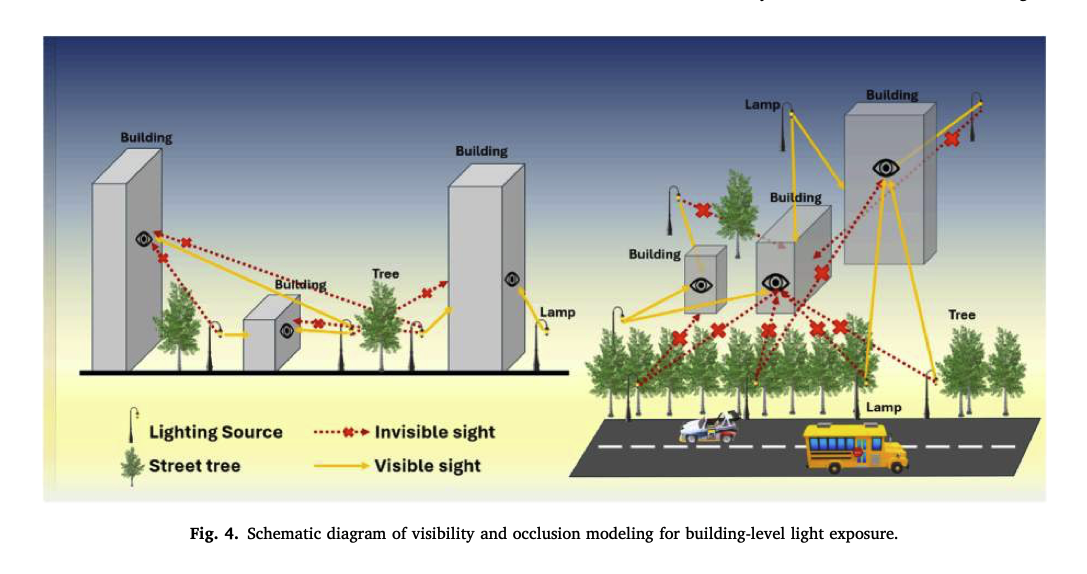 Building
Building
Building
Tree
Lamp
Lighting Source
Invisible sight
Street tree
Visible sight
Lamp
Building
Building
Building
Tree
Lamp
Fig. 4. Schematic diagram of visibility and occlusion modeling for building-level light exposure.